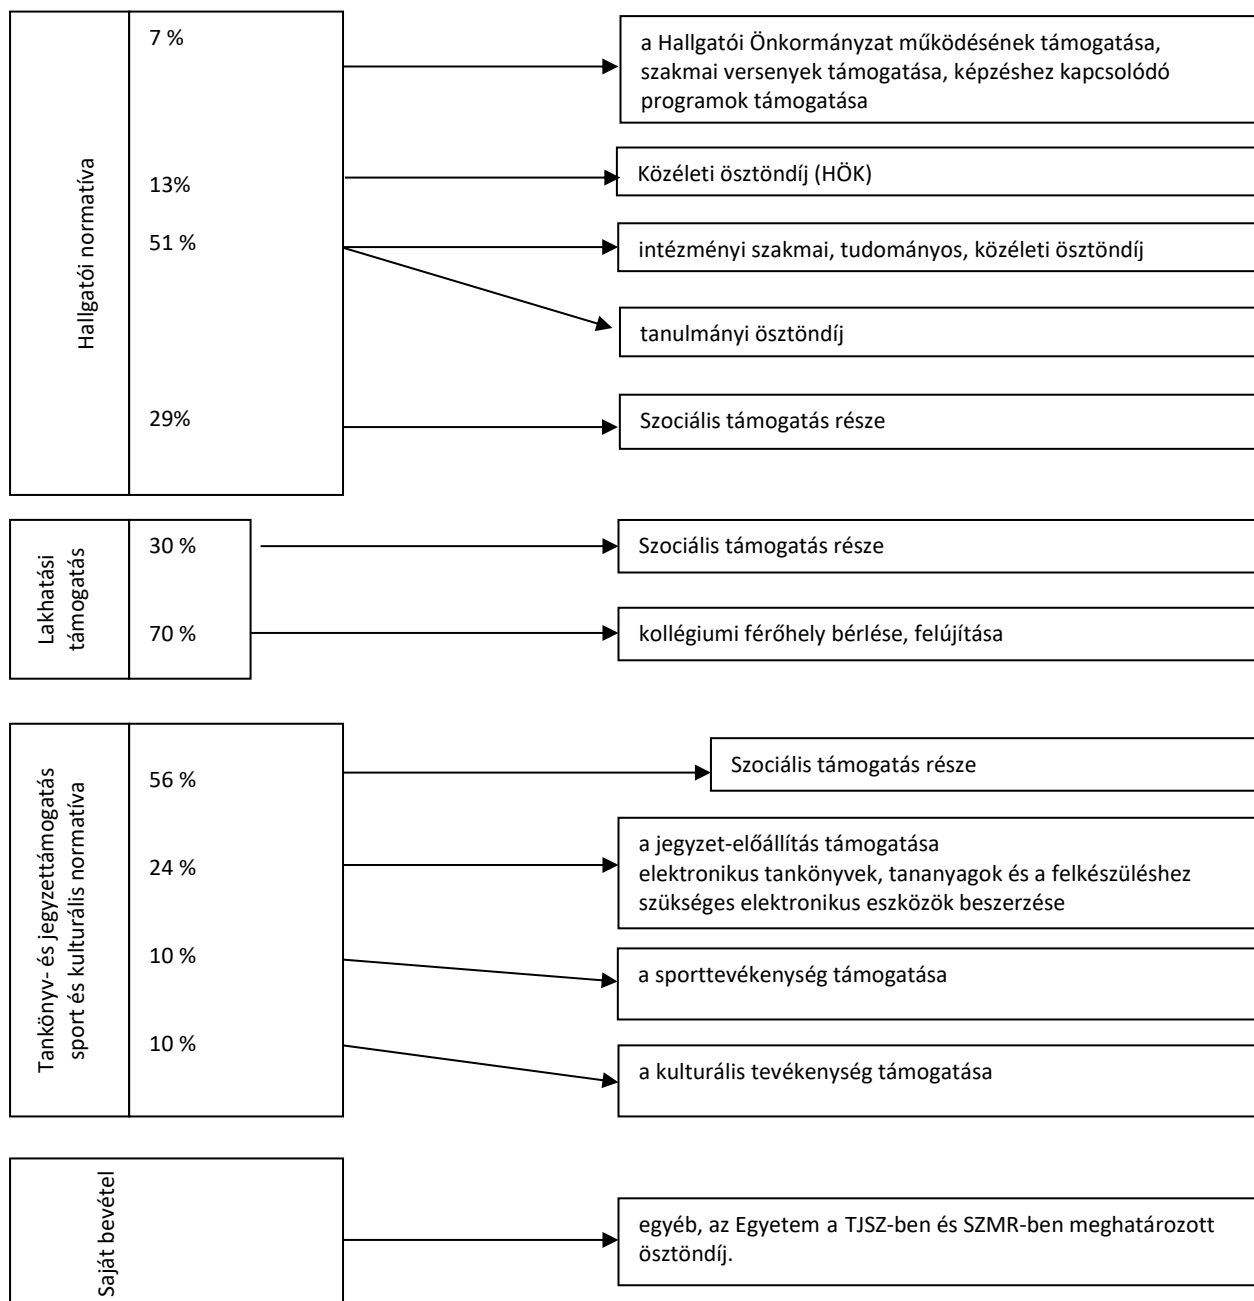 Hallgatói normatíva
7 %
a Hallgatói Önkormányzat működésének támogatása,
szakmai versenyek támogatása, képzéshez kapcsolódó
programok támogatása
13%
Közéleti ösztöndíj (HÖK)
51 %
intézményi szakmai, tudományos, közéleti ösztöndíj
tanulmányi ösztöndíj
29%
Szociális támogatás része
Lakhatási
támogatás
30 %
Szociális támogatás része
70 %
kollégiumi férőhely bérlése, felújítása
Tankönyv- és jegyzettámogatás
sport és kulturális normatíva
56 %
Szociális támogatás része
24 %
a jegyzet-előállítás támogatása
elektronikus tankönyvek, tananyagok és a felkészüléshez
szükséges elektronikus eszközök beszerzése
10 %
a sporttevékenység támogatása
10 %
a kulturális tevékenység támogatása
Saját bevétel
egyéb, az Egyetem a TJSZ-ben és SZMR-ben meghatározott
ösztöndíj.